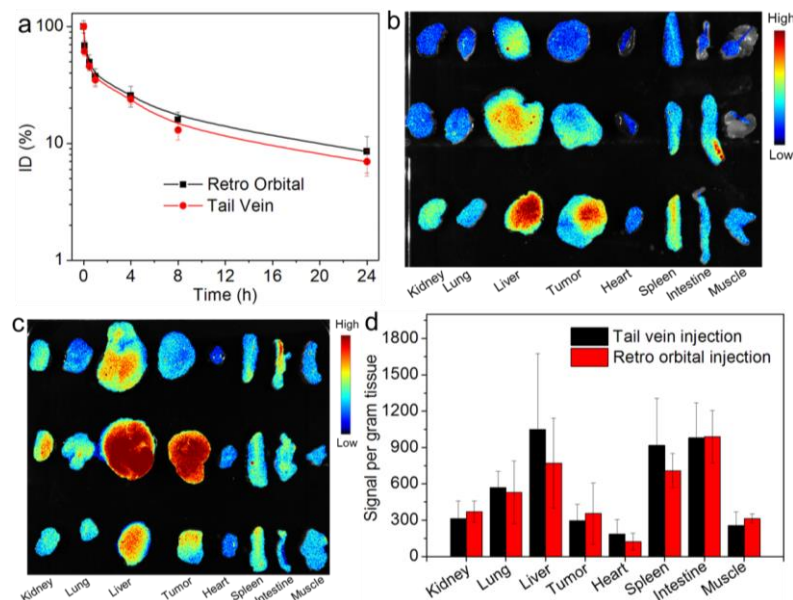 a
100
10
1
ID (%)
Retro Orbital
Tail Vein
0 4 8 12 16 20 24
Time (h)
b
High
Low
Kidney Lung Liver Tumor Heart Spleen Intestine Muscle
c
High
Low
Kidney Lung Liver Tumor Heart Spleen Intestine Muscle
d
1800
1500
1200
900
600
300
0
Signal per gram tissue
Tail vein injection
Retro orbital injection
Kidney Lung Liver Tumor Heart Spleen Intestine Muscle